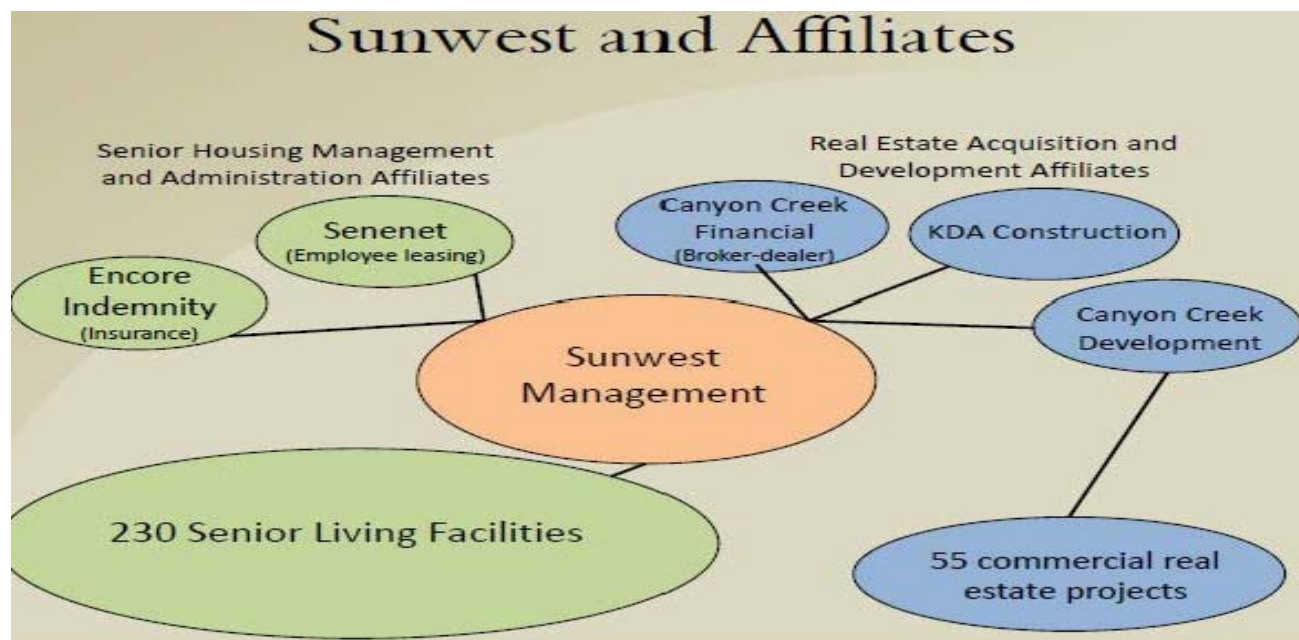 Sunwest and Affiliates
Senior Housing Management
and Administration Affiliates
Real Estate Acquisition and
Development Affiliates
Encore
Indemnity
(Insurance)
Senenet
(Employee leasing)
Canyon Creek
Financial
(Broker-dealer)
KDA Construction
Canyon Creek
Development
Sunwest
Management
230 Senior Living Facilities
55 commercial real
estate projects